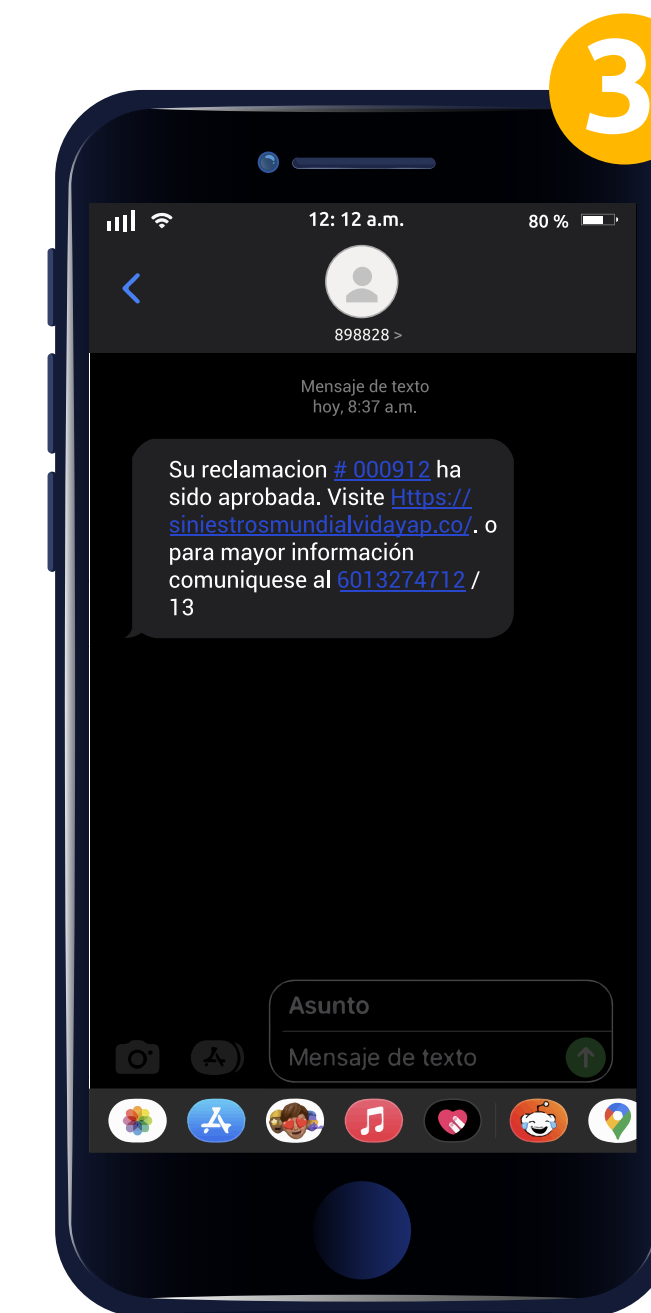 3
12: 12 a.m.
80 %
898828 >
Mensaje de texto
hoy, 8:37 a.m.
Su reclamacion # 000912 ha
sido aprobada. Visite Https://
siniestrosmundialvidayap.co/. o
para mayor información
comuniquese al 6013274712 /
13
Asunto
Mensaje de texto